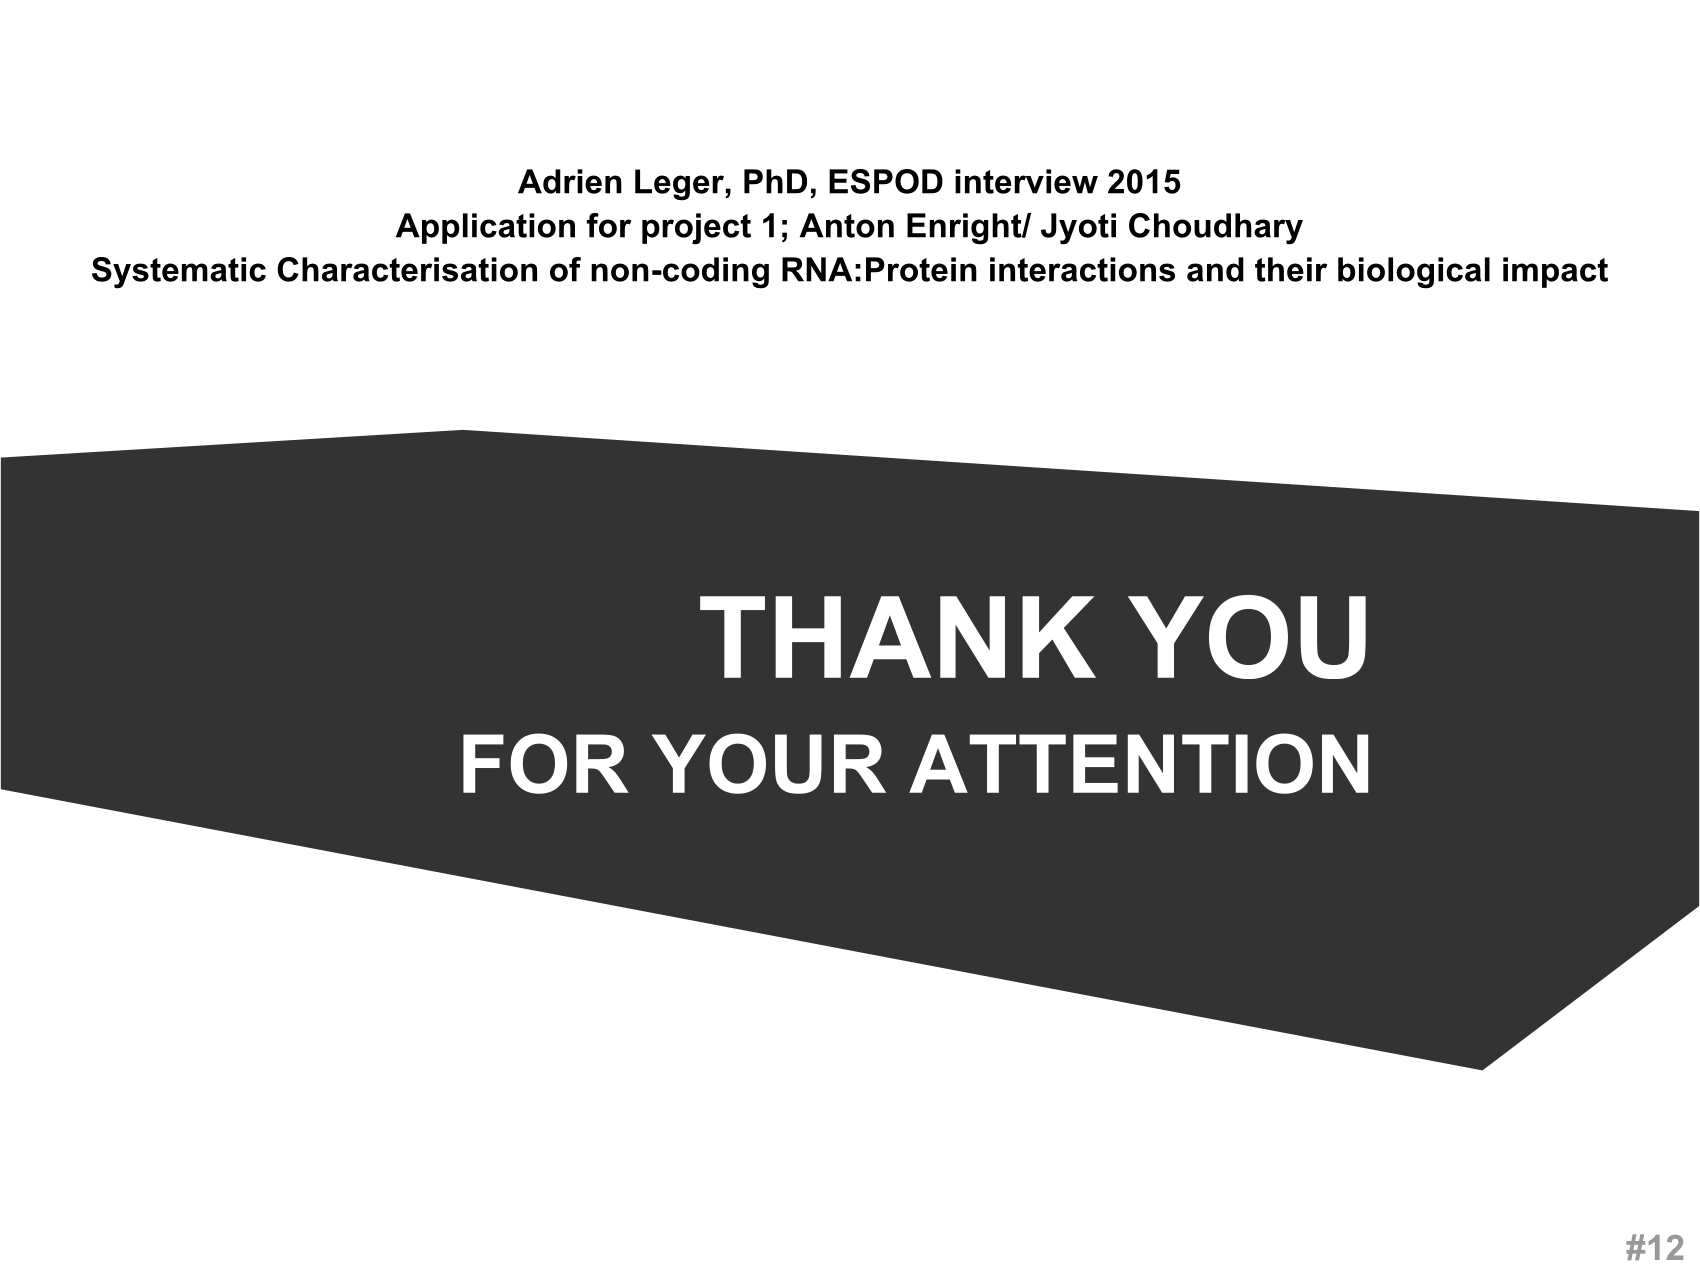 Adrien Leger, PhD, ESPOD interview 2015
Application for project 1; Anton Enright/ Jyoti Choudhary
Systematic Characterisation of non-coding RNA:Protein interactions and their biological impact
THANK YOU
FOR YOUR ATTENTION
#12